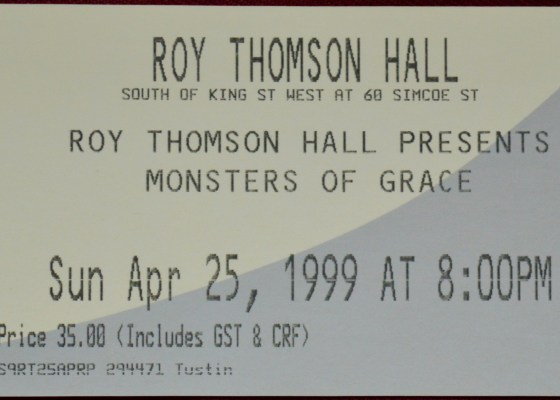 ROY THOMSON HALL
SOUTH OF KING ST WEST AT 60 SIMCOE ST
ROY THOMSON HALL PRESENTS
MONSTERS OF GRACE
Sun Apr 25, 1999 AT 8:00PM
Price 35.00 (Includes GST & CRF)
S9RT25APRP 294471 Tustin